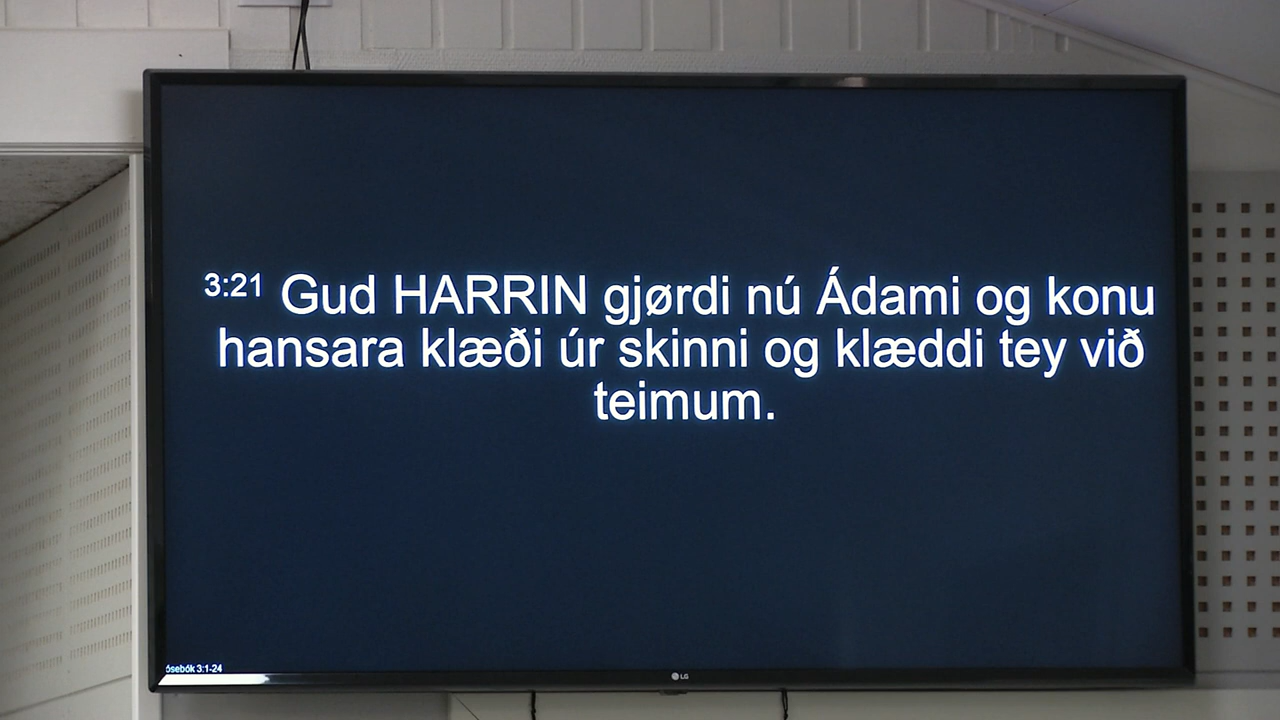 3:21 Gud HARRIN gjørdi nú Ádami og konu
hansara klæði úr skinni og klæddi tey við
teimum.
ósebók 3:1-24
LG